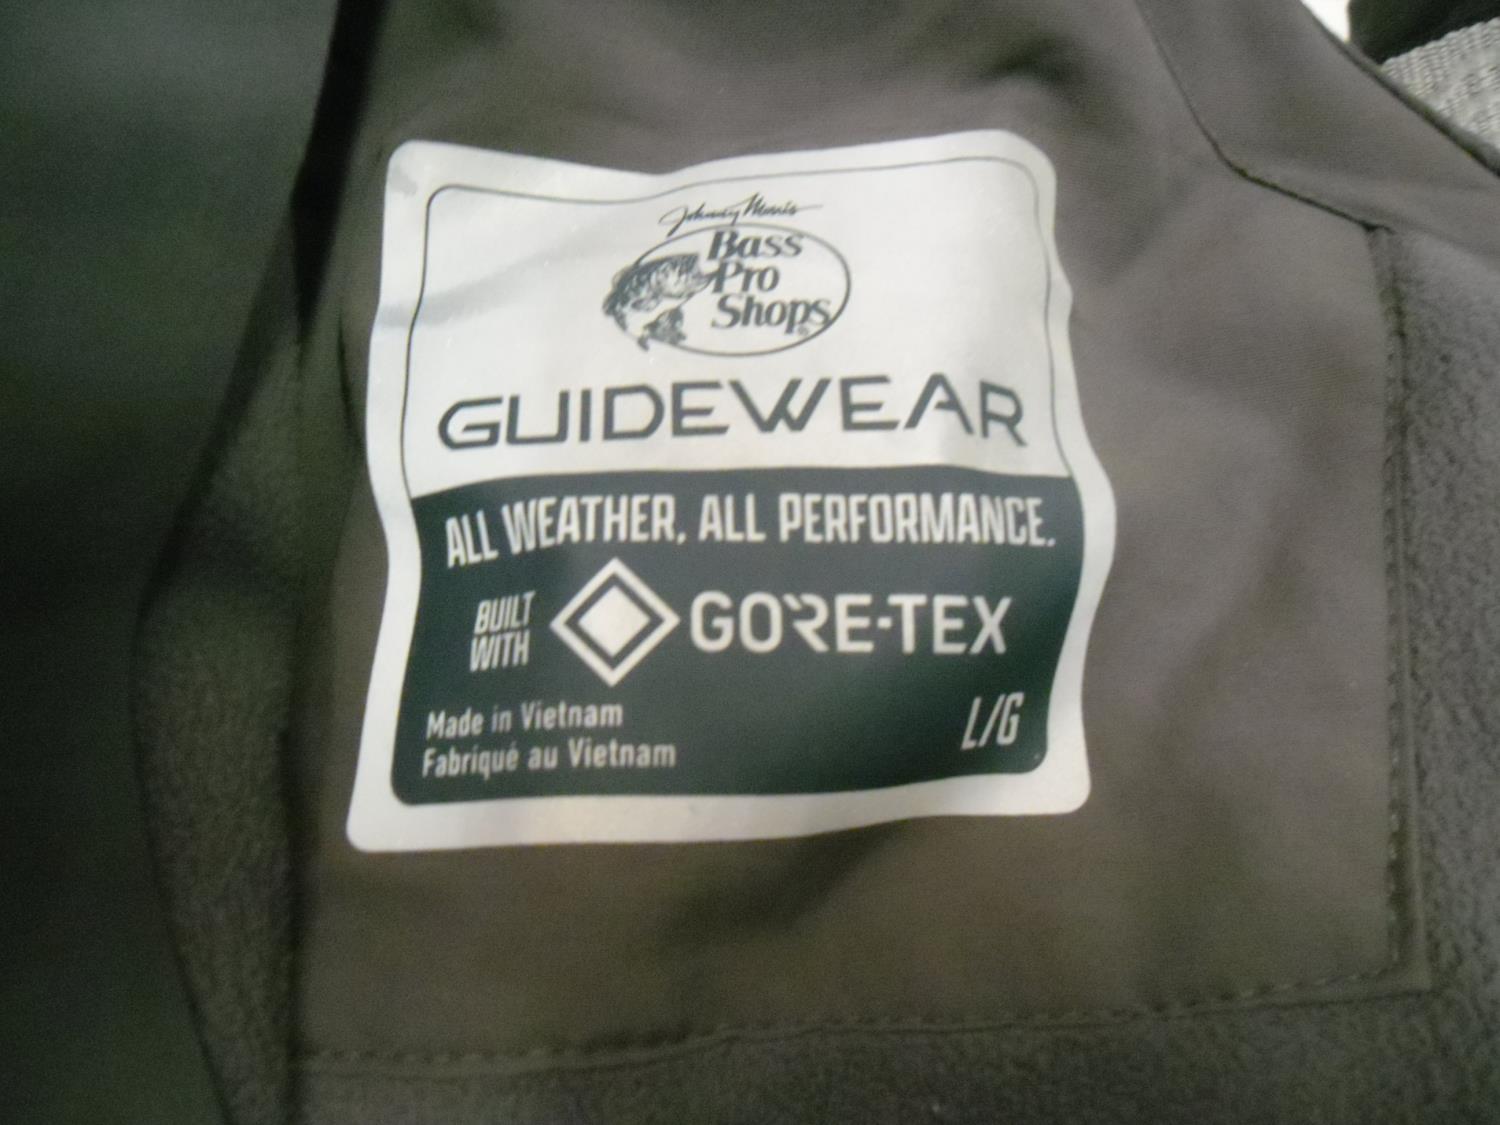 Johnny Morris
Bass
Pro
Shops®
GUIDEWEAR
ALL WEATHER, ALL PERFORMANCE.
BUILT
WITH
GORE-TEX
Made in Vietnam
Fabriqué au Vietnam
L/G